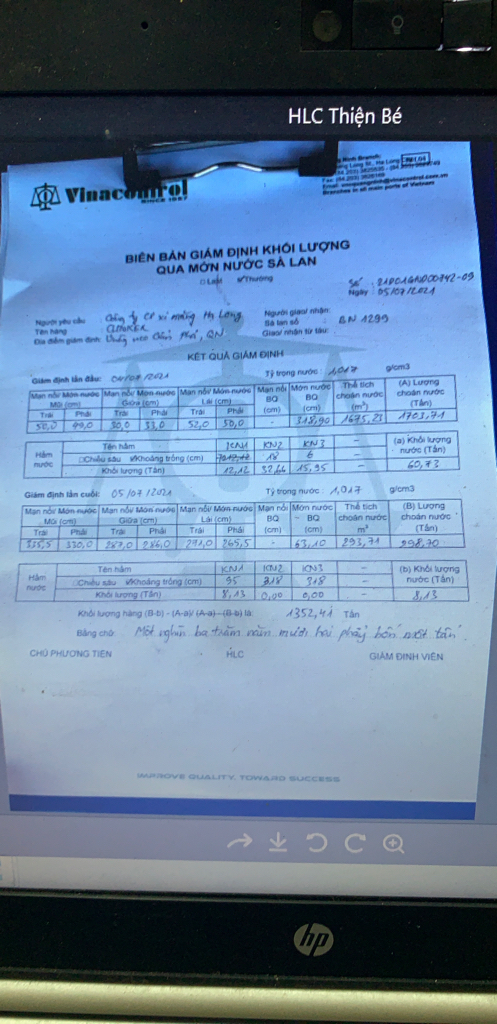 HLC Thiện Bé
Vinacontrol
SINCE 1957
Branches in all main ports of Vietnam
BIÊN BẢN GIÁM ĐỊNH KHỐI LƯỢNG
QUA MỚN NƯỚC SÀ LAN
Thường
Ngày 05/07/2021
Người yêu cầu Công ty CP xi măng Hạ Long Người giao/ nhận
Tên hàng CLINKER Sà lan số BN 1299
Địa điểm giám định QN Giao/ nhận từ tàu
KẾT QUẢ GIÁM ĐỊNH
Giám định lần đầu: 04/07/2021 Tỷ trọng nước: 1,017 g/cm3
Mạn nổi/ Mớn nước Mũi (cm) Mạn nổi/ Mớn nước Giữa (cm) Mạn nổi/ Mớn nước Lái (cm) Mạn nổi BQ (cm) Mớn nước BQ (cm) Thể tích choán nước (m³) (A) Lượng choán nước (Tấn)
Trái Phải Trái Phải Trái Phải
50,0 49,0 30,0 33,0 52,0 50,0 - 318,90 1675,23 1703,71
Hầm nước Tên hầm KN1 KN2 KN3 – (a) Khối lượng nước (Tấn)
Chiều sâu Khoảng trống (cm) 18 6 –
Khối lượng (Tấn) 12,12 32,66 15,95 – 60,73
Giám định lần cuối: 05/07/2021 Tỷ trọng nước: 1,017 g/cm3
Mạn nổi/ Mớn nước Mũi (cm) Mạn nổi/ Mớn nước Giữa (cm) Mạn nổi/ Mớn nước Lái (cm) Mạn nổi BQ (cm) Mớn nước BQ (cm) Thể tích choán nước m³ (B) Lượng choán nước (Tấn)
Trái Phải Trái Phải Trái Phải
335,5 330,0 287,0 286,0 291,0 265,5 - 63,10 293,71 298,70
Hầm nước Tên hầm KN1 KN2 KN3 – (b) Khối lượng nước (Tấn)
Chiều sâu Khoảng trống (cm) 95 318 318 –
Khối lượng (Tấn) 8,13 0,00 0,00 – 8,13
Khối lượng hàng (B-b) - (A-a)/ (A-a) - (B-b) là: 1352,41 Tấn
Bằng chữ: Một nghìn ba trăm năm mươi hai phẩy bốn một tấn
CHỦ PHƯƠNG TIỆN HLC GIÁM ĐỊNH VIÊN
IMPROVE QUALITY, TOWARD SUCCESS
hp